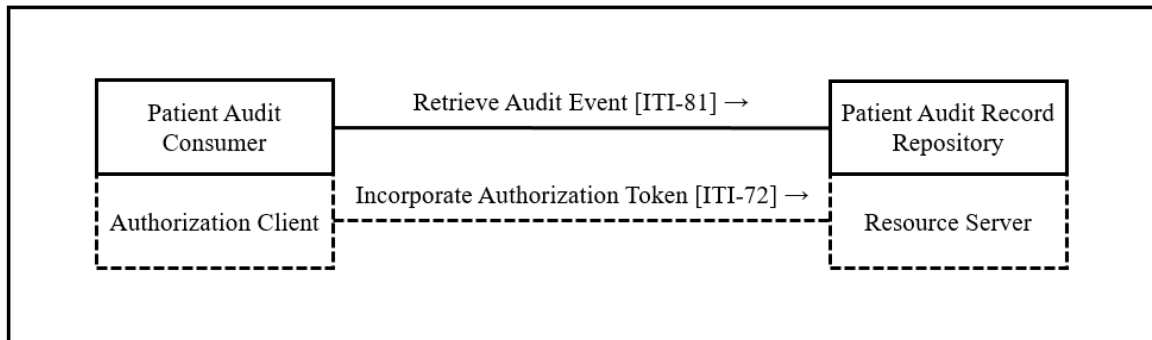 Patient Audit
Consumer
Retrieve Audit Event [ITI-81] →
Patient Audit Record
Repository
Authorization Client
Incorporate Authorization Token [ITI-72] →
Resource Server